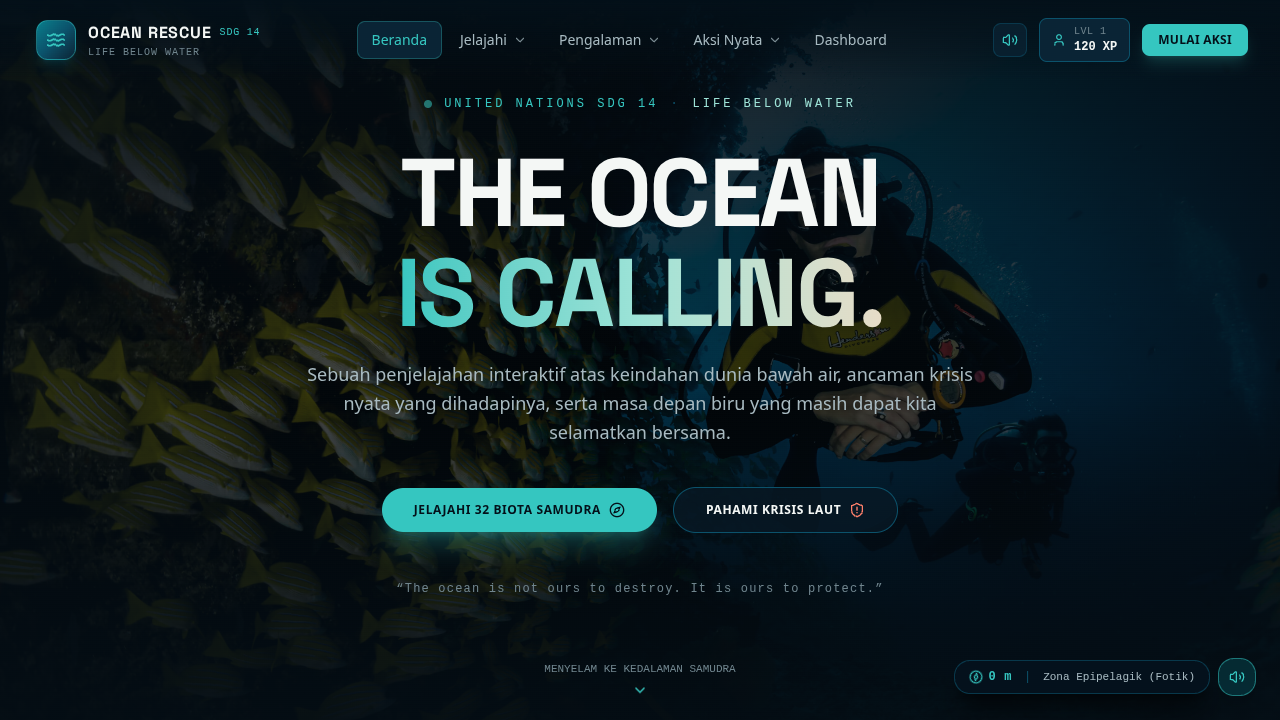 OCEAN RESCUE SDG 14
LIFE BELOW WATER
Beranda
Jelajahi
Pengalaman
Aksi Nyata
Dashboard
LVL 1
120 XP
MULAI AKSI
UNITED NATIONS SDG 14 · LIFE BELOW WATER
THE OCEAN
IS CALLING.
Sebuah penjelajahan interaktif atas keindahan dunia bawah air, ancaman krisis
nyata yang dihadapinya, serta masa depan biru yang masih dapat kita
selamatkan bersama.
JELAJAHI 32 BIOTA SAMUDRA
PAHAMI KRISIS LAUT
“The ocean is not ours to destroy. It is ours to protect.”
MENYELAM KE KEDALAMAN SAMUDRA
0 m | Zona Epipelagik (Fotik)